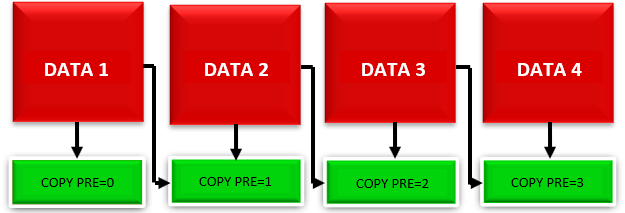 DATA 1
DATA 2
DATA 3
DATA 4
COPY PRE=0
COPY PRE=1
COPY PRE=2
COPY PRE=3